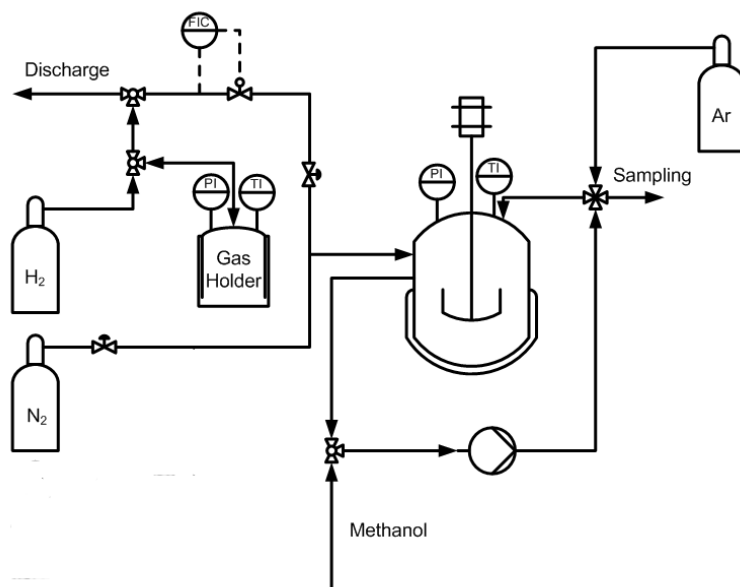 FIC
Discharge
Ar
PI
TI
PI
TI
Sampling
H₂
Gas
Holder
N₂
Methanol